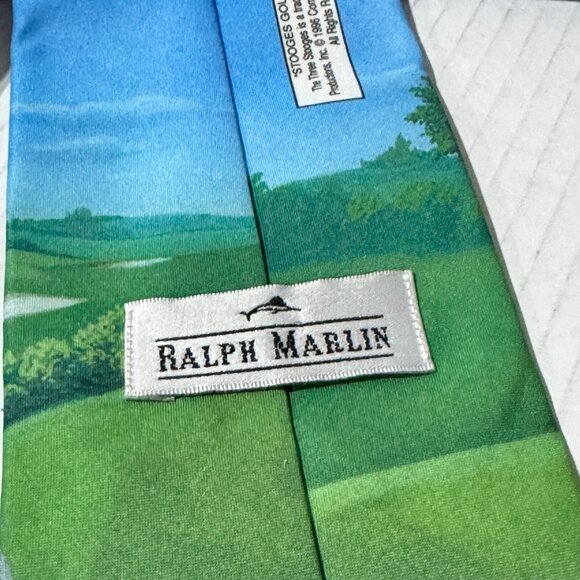 "STOOGES GOL
The Three Stooges is a trad
Productions, Inc. © 1996 Com
All Rights R
RALPH MARLIN